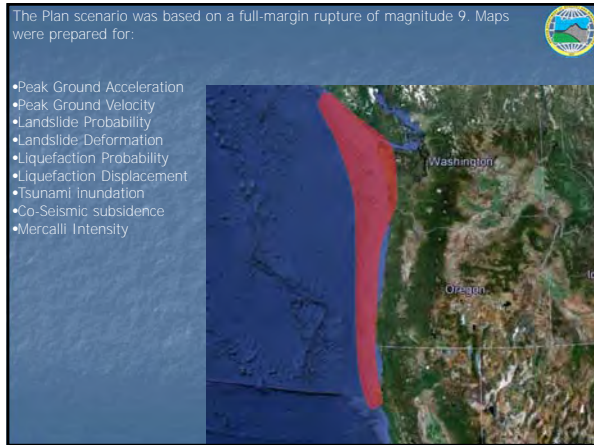 The Plan scenario was based on a full-margin rupture of magnitude 9. Maps
were prepared for:
•Peak Ground Acceleration
•Peak Ground Velocity
•Landslide Probability
•Landslide Deformation
•Liquefaction Probability
•Liquefaction Displacement
•Tsunami inundation
•Co-Seismic subsidence
•Mercalli Intensity
Washington
Oregon